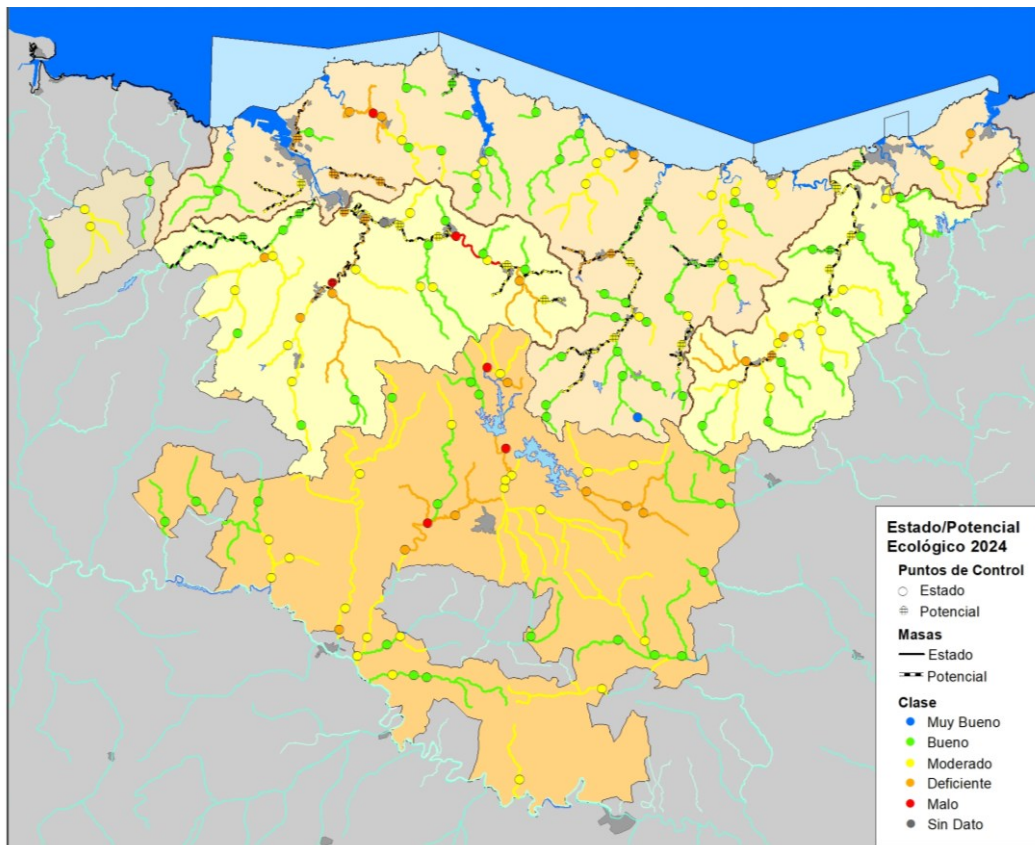 Estado/Potencial
Ecológico 2024
Puntos de Control
Estado
Potencial
Masas
Estado
Potencial
Clase
Muy Bueno
Bueno
Moderado
Deficiente
Malo
Sin Dato